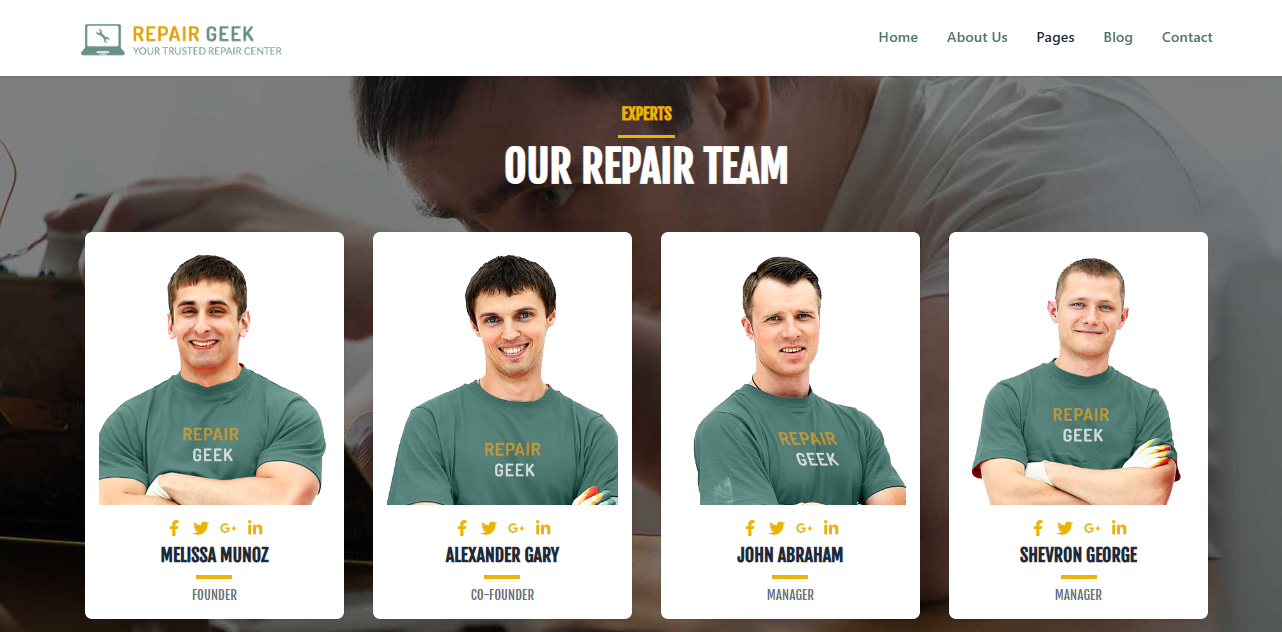 REPAIR GEEK
YOUR TRUSTED REPAIR CENTER
Home About Us Pages Blog Contact
EXPERTS
OUR REPAIR TEAM
REPAIR
GEEK
REPAIR
GEEK
REPAIR
GEEK
REPAIR
GEEK
MELISSA MUNOZ
FOUNDER
ALEXANDER GARY
CO-FOUNDER
JOHN ABRAHAM
MANAGER
SHEVRON GEORGE
MANAGER